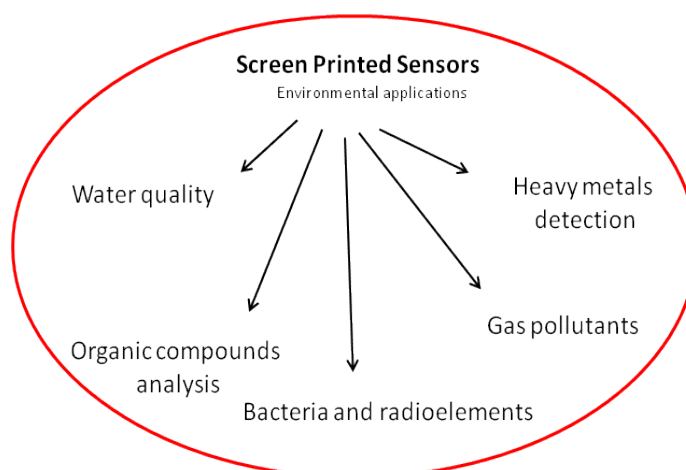 Screen Printed Sensors
Environmental applications
Water quality
Heavy metals
detection
Gas pollutants
Organic compounds
analysis
Bacteria and radioelements